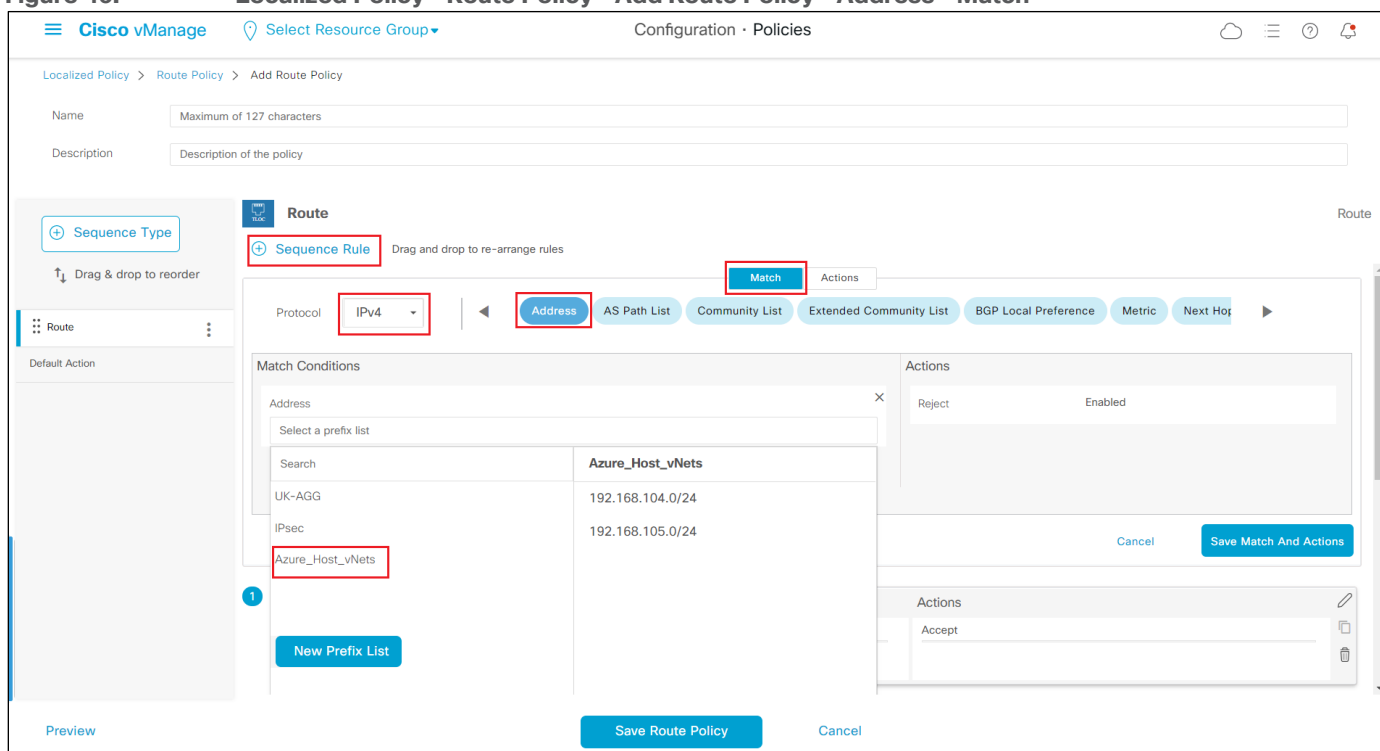 Localized Policy - Route Policy - Add Route Policy - Address - Match
Cisco vManage
Select Resource Group
Configuration · Policies
Localized Policy > Route Policy > Add Route Policy
Name
Maximum of 127 characters
Description
Description of the policy
Sequence Type
Drag & drop to reorder
Route
Default Action
TLOC
Route
Route
Sequence Rule
Drag and drop to re-arrange rules
Match
Actions
Protocol
IPv4
Address
AS Path List
Community List
Extended Community List
BGP Local Preference
Metric
Next Hop
Match Conditions
Actions
Address
Reject
Enabled
Select a prefix list
Search
Azure_Host_vNets
UK-AGG
192.168.104.0/24
IPsec
192.168.105.0/24
Azure_Host_vNets
Cancel
Save Match And Actions
1
Actions
Accept
New Prefix List
Preview
Save Route Policy
Cancel